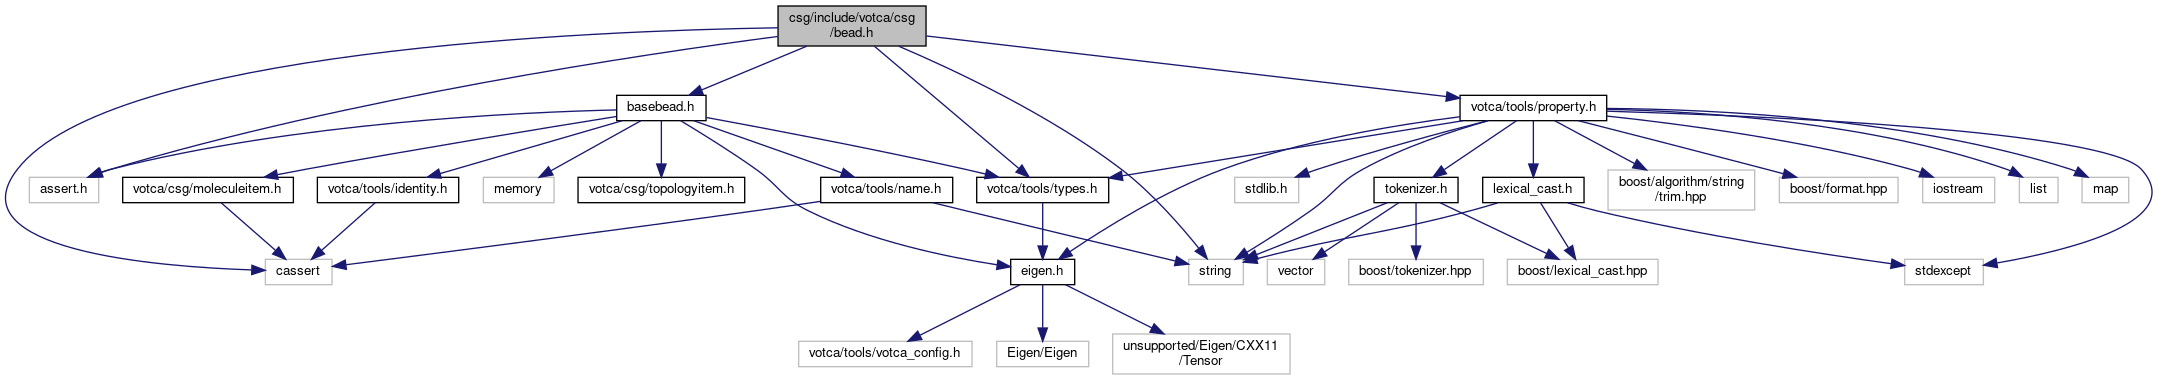 csg/include/votca/csg
/bead.h
basebead.h
votca/tools/property.h
assert.h
votca/csg/moleculeitem.h
votca/tools/identity.h
memory
votca/csg/topologyitem.h
votca/tools/name.h
votca/tools/types.h
stdlib.h
tokenizer.h
lexical_cast.h
boost/algorithm/string
/trim.hpp
boost/format.hpp
iostream
list
map
cassert
eigen.h
string
vector
boost/tokenizer.hpp
boost/lexical_cast.hpp
stdexcept
votca/tools/votca_config.h
Eigen/Eigen
unsupported/Eigen/CXX11
/Tensor